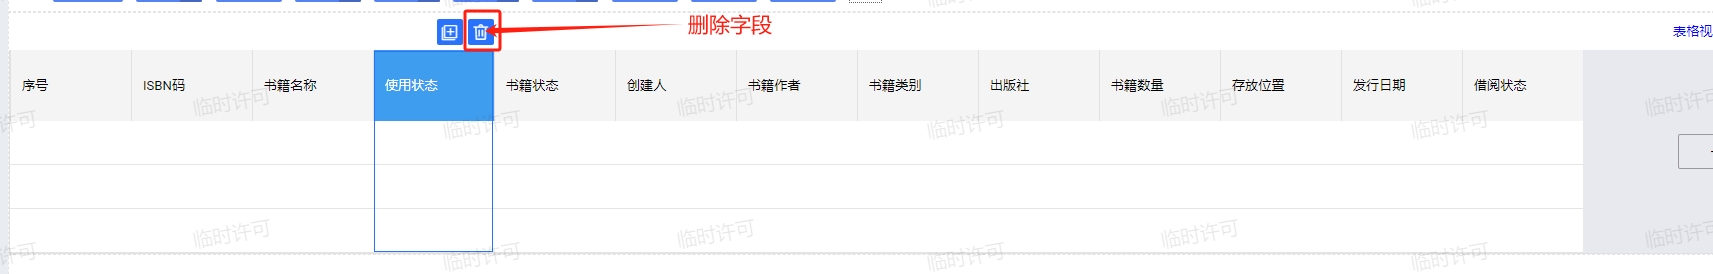 删除字段
表格视
序号 ISBN码 书籍名称 使用状态 书籍状态 创建人 书籍作者 书籍类别 出版社 书籍数量 存放位置 发行日期 借阅状态
临时许可 临时许可 临时许可 临时许可
临时许可 临时许可 临时许可
临时许可 临时许可 临时许可 临时许可
临时许可 临时许可 临时许可